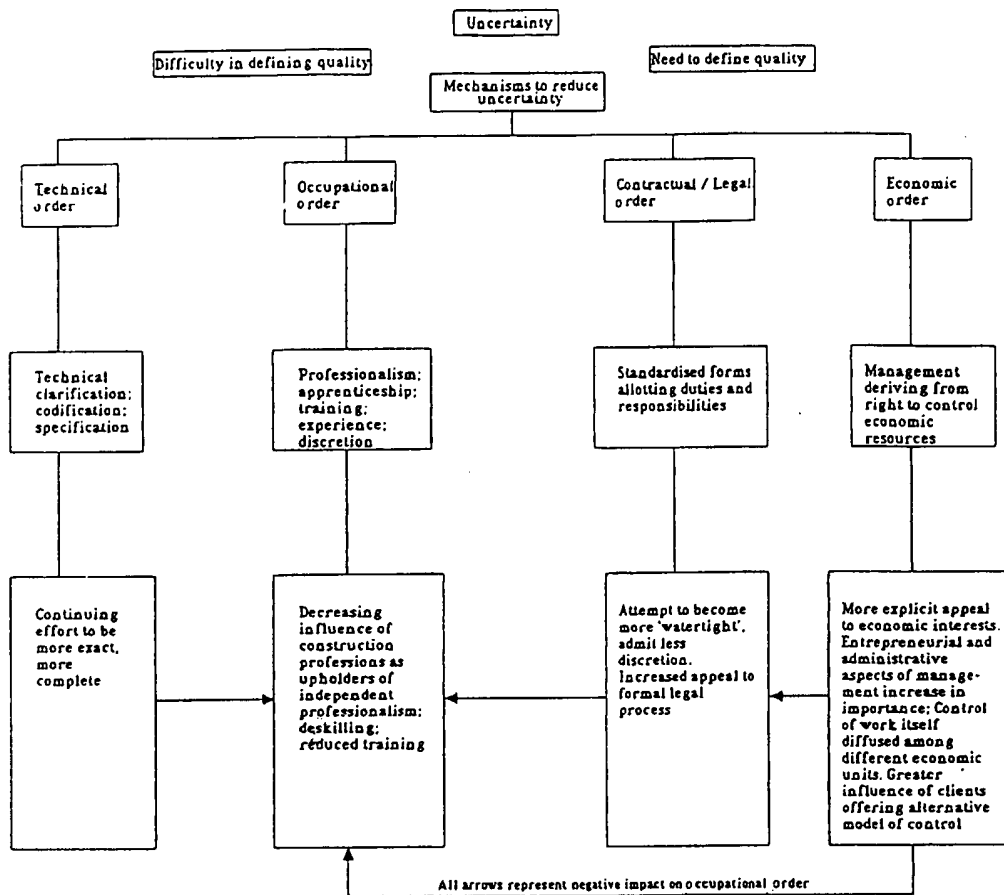 Uncertainty
Difficulty in defining quality
Need to define quality
Mechanisms to reduce
uncertainty
Technical
order
Occupational
order
Contractual / Legal
order
Economic
order
Technical
clarification;
codification;
specification
Professionalism;
apprenticeship;
training;
experience;
discretion
Standardised forms
allotting duties and
responsibilities
Management
deriving from
right to control
economic
resources
Continuing
effort to be
more exact,
more
complete
Decreasing
influence of
construction
professions as
upholders of
independent
professionalism;
deskilling;
reduced training
Attempt to become
more 'watertight',
admit less
discretion.
Increased appeal to
formal legal
process
More explicit appeal
to economic interests.
Entrepreneurial and
administrative
aspects of manage-
ment increase in
importance; Control
of work itself
diffused among
different economic
units. Greater
influence of clients
offering alternative
model of control
All arrows represent negative impact on occupational order